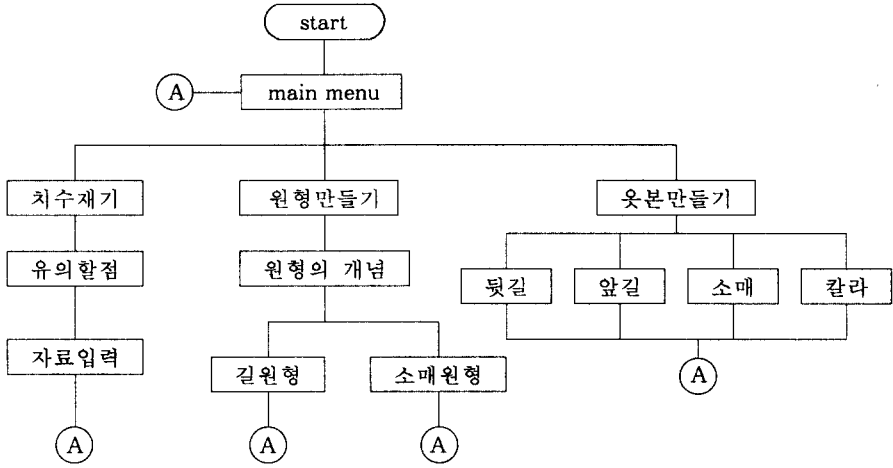 start
A
main menu
치수재기
원형만들기
옷본만들기
유의할점
원형의 개념
뒷길
앞길
소매
칼라
자료입력
길원형
소매원형
A
A
A
A